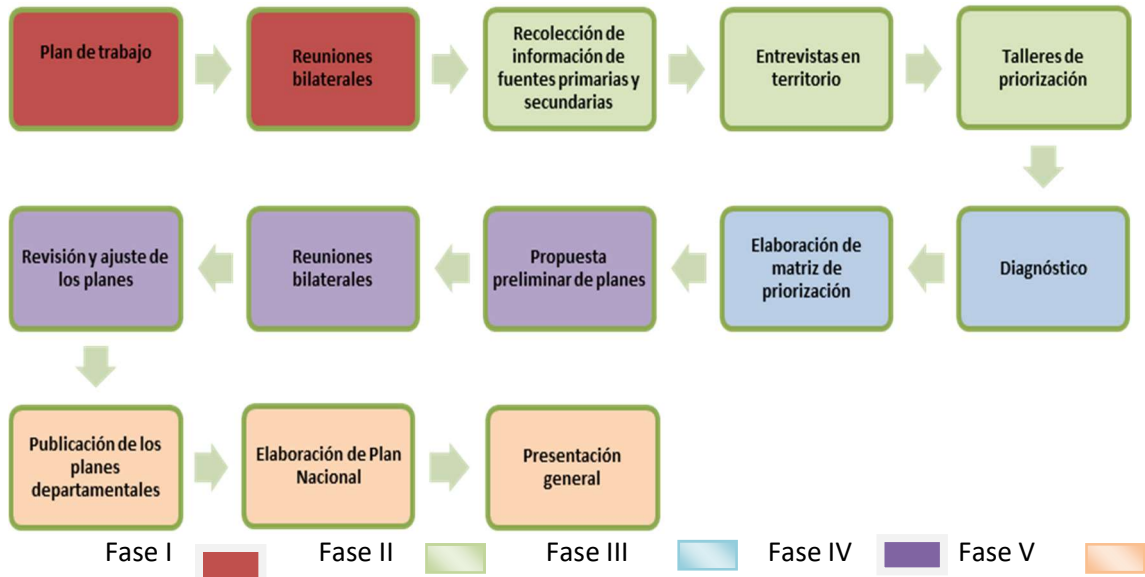 Plan de trabajo
Reuniones
bilaterales
Recolección de
información de
fuentes primarias y
secundarias
Entrevistas en
territorio
Talleres de
priorización
Revisión y ajuste de
los planes
Reuniones
bilaterales
Propuesta
preliminar de planes
Elaboración de
matriz de
priorización
Diagnóstico
Publicación de los
planes
departamentales
Elaboración de Plan
Nacional
Presentación
general
Fase I Fase II Fase III Fase IV Fase V